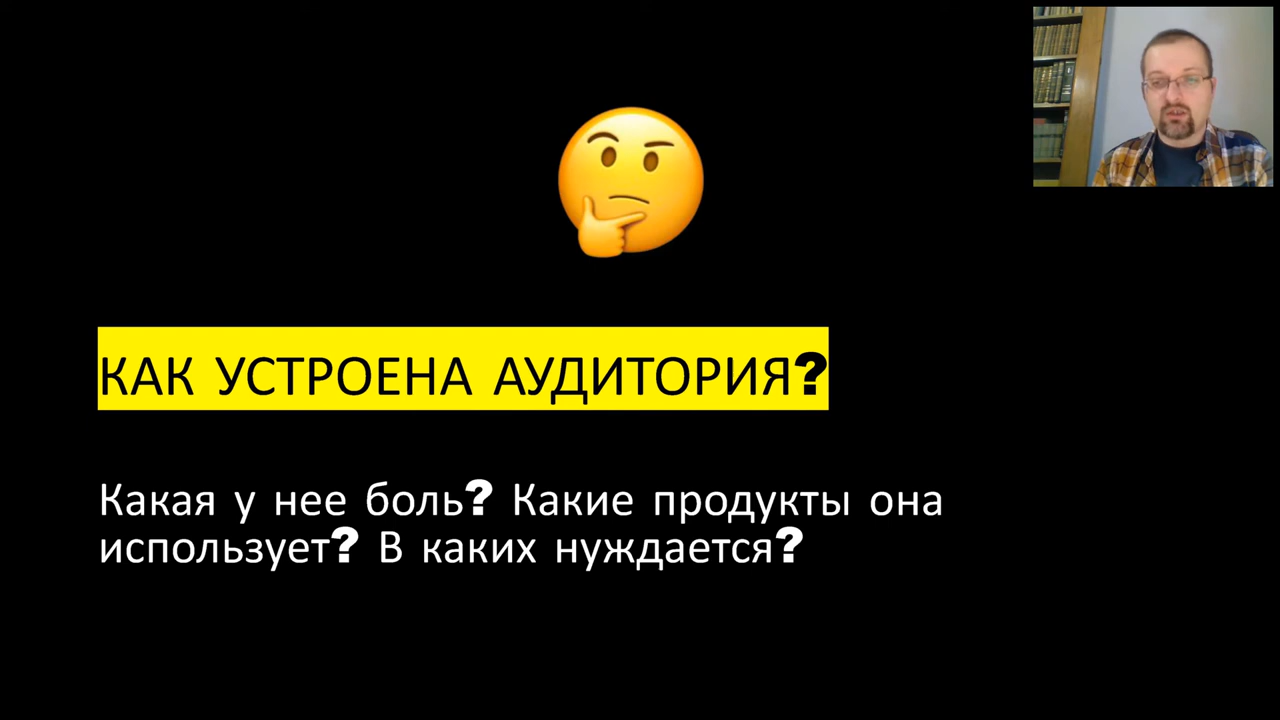 КАК УСТРОЕНА АУДИТОРИЯ?
Какая у нее боль? Какие продукты она
использует? В каких нуждается?